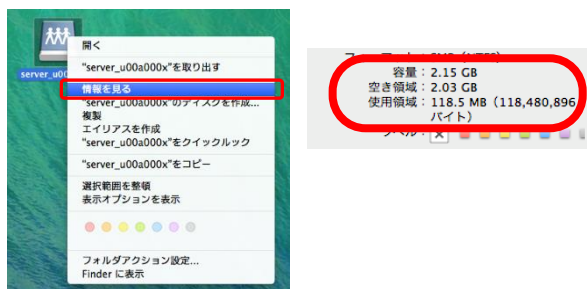 server_u00
開く
"server_u00a000x"を取り出す
情報を見る
"server_u00a000x"のディスクを作成...
複製
エイリアスを作成
"server_u00a000x"をクイックルック
"server_u00a000x"をコピー
選択範囲を整頓
表示オプションを表示
フォルダアクション設定...
Finder に表示
容量：2.15 GB
空き領域：2.03 GB
使用領域：118.5 MB（118,480,896
バイト）